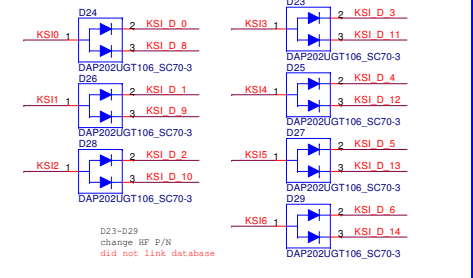 D24
KSI0 1
2 KSI_D_0
3 KSI_D_8
DAP202UGT106_SC70-3
D26
KSI1 1
2 KSI_D_1
3 KSI_D_9
DAP202UGT106_SC70-3
D28
KSI2 1
2 KSI_D_2
3 KSI_D_10
DAP202UGT106_SC70-3
D23~D29
change HF P/N
did not link database
D23
KSI3 1
2 KSI_D_3
3 KSI_D_11
DAP202UGT106_SC70-3
D25
KSI4 1
2 KSI_D_4
3 KSI_D_12
DAP202UGT106_SC70-3
D27
KSI5 1
2 KSI_D_5
3 KSI_D_13
DAP202UGT106_SC70-3
D29
KSI6 1
2 KSI_D_6
3 KSI_D_14
DAP202UGT106_SC70-3